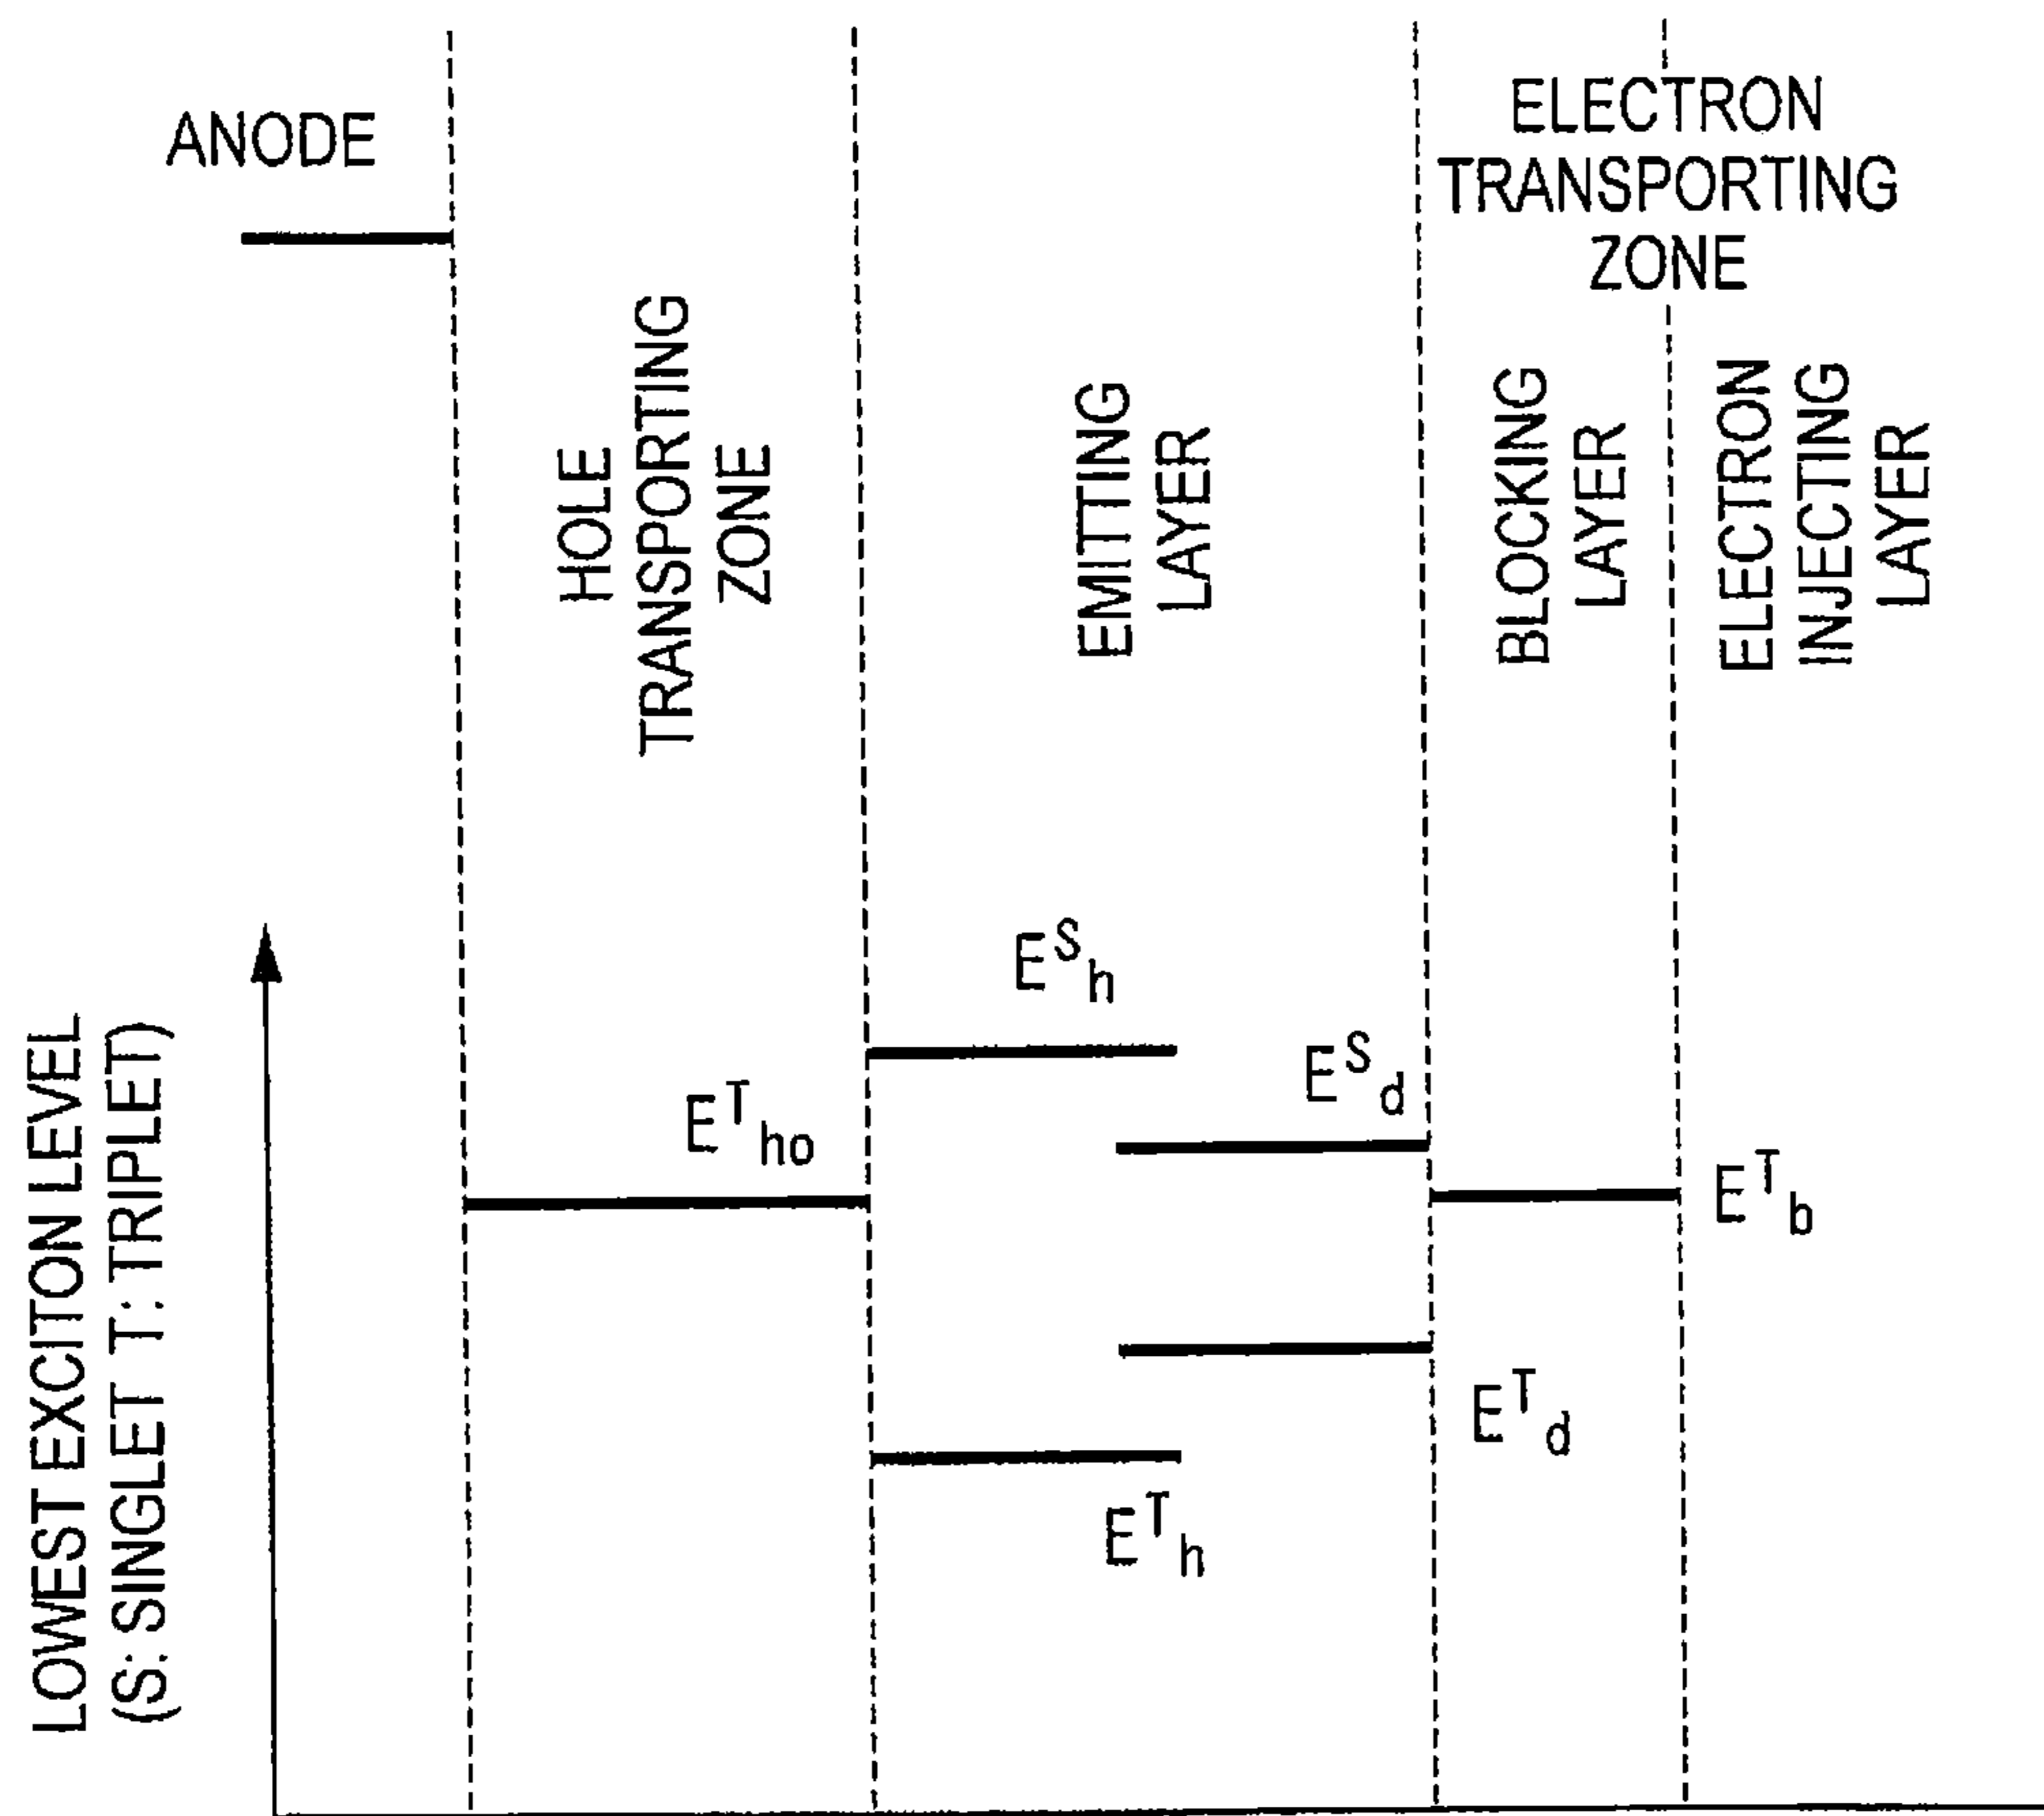 ANODE
ELECTRON
TRANSPORTING
ZONE
HOLE
TRANSPORTING
ZONE
EMITTING
LAYER
BLOCKING
LAYER
ELECTRON
INJECTING
LAYER
LOWEST EXCITON LEVEL
(S: SINGLET T: TRIPLET)
E^S_h
E^S_d
E^T_ho
E^T_b
E^T_d
E^T_h